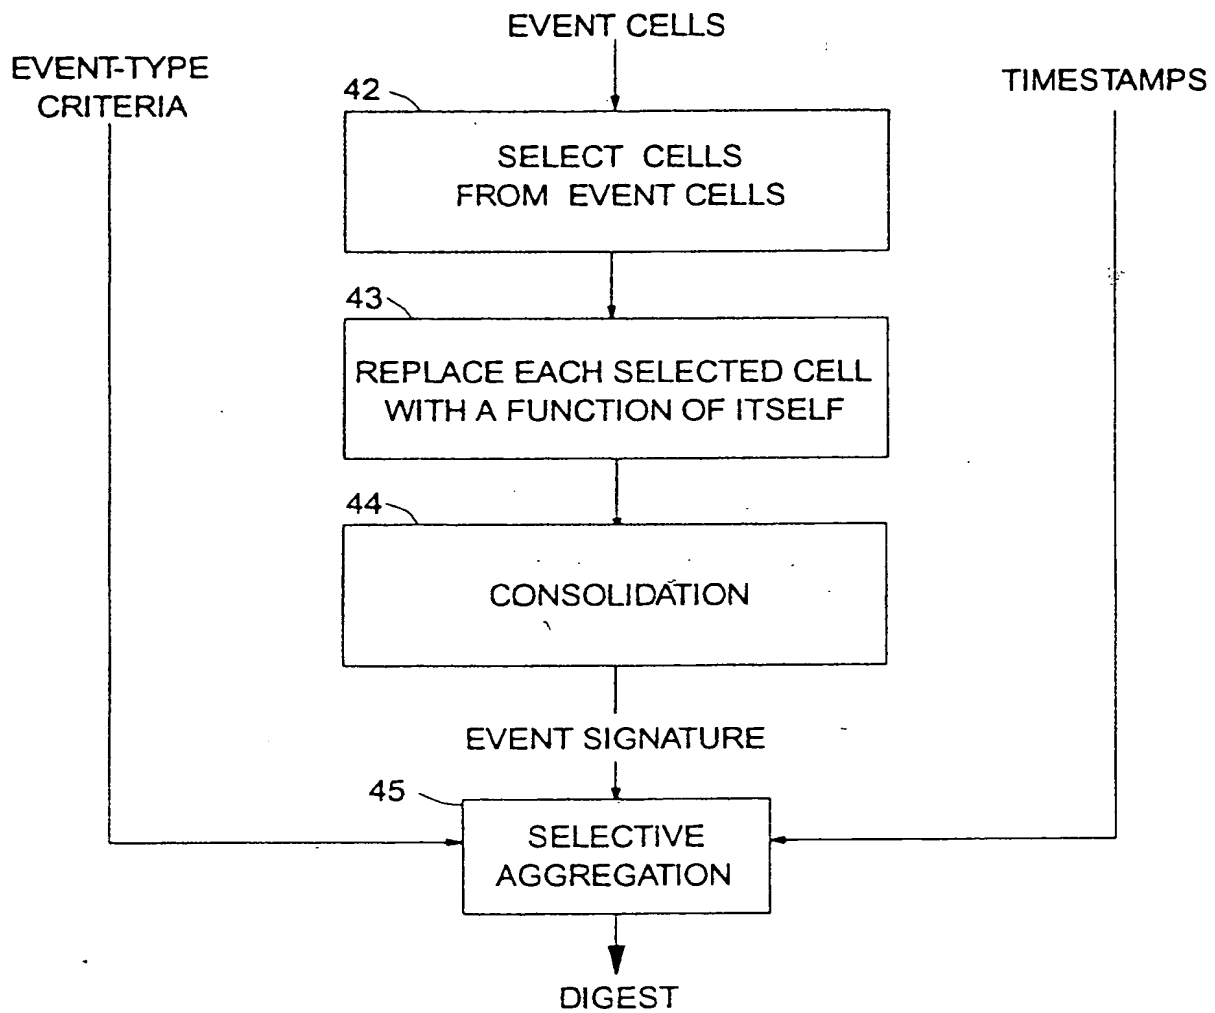 EVENT CELLS
EVENT-TYPE
CRITERIA
TIMESTAMPS
42
SELECT CELLS
FROM EVENT CELLS
43
REPLACE EACH SELECTED CELL
WITH A FUNCTION OF ITSELF
44
CONSOLIDATION
EVENT SIGNATURE
45
SELECTIVE
AGGREGATION
DIGEST